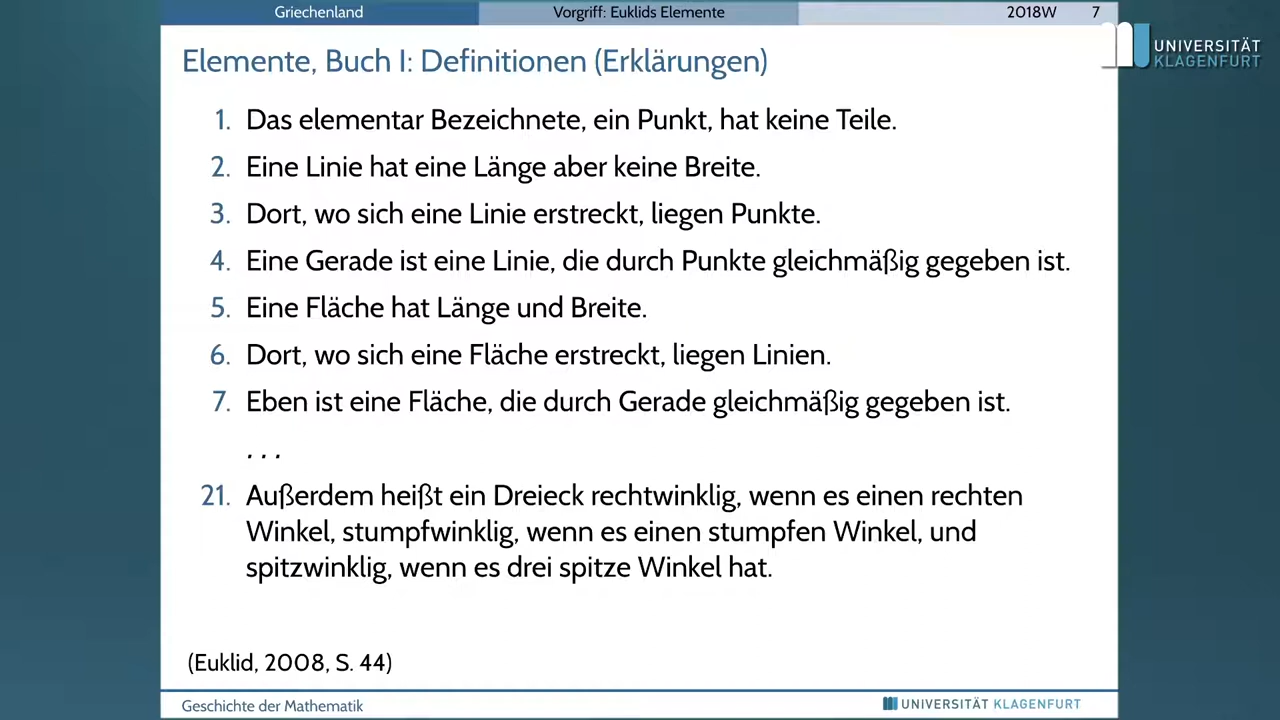 Griechenland
Vorgriff: Euklids Elemente
2018W 7
UNIVERSITÄT
KLAGENFURT
Elemente, Buch I: Definitionen (Erklärungen)
1. Das elementar Bezeichnete, ein Punkt, hat keine Teile.
2. Eine Linie hat eine Länge aber keine Breite.
3. Dort, wo sich eine Linie erstreckt, liegen Punkte.
4. Eine Gerade ist eine Linie, die durch Punkte gleichmäßig gegeben ist.
5. Eine Fläche hat Länge und Breite.
6. Dort, wo sich eine Fläche erstreckt, liegen Linien.
7. Eben ist eine Fläche, die durch Gerade gleichmäßig gegeben ist.
. . .
21. Außerdem heißt ein Dreieck rechtwinklig, wenn es einen rechten
Winkel, stumpfwinklig, wenn es einen stumpfen Winkel, und
spitzwinklig, wenn es drei spitze Winkel hat.
(Euklid, 2008, S. 44)
Geschichte der Mathematik
UNIVERSITÄT KLAGENFURT